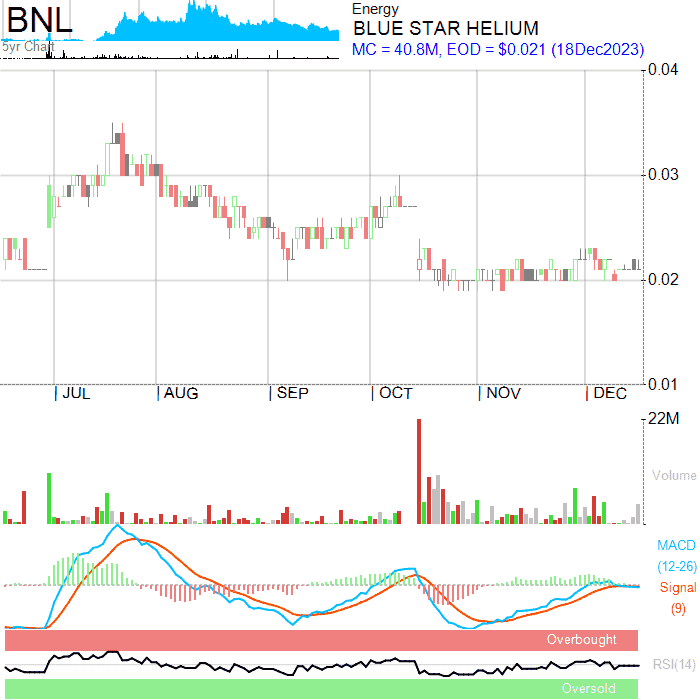 BNL
5yr Chart
Energy
BLUE STAR HELIUM
MC = 40.8M, EOD = $0.021 (18Dec2023)
0.04
0.03
0.02
0.01
JUL AUG SEP OCT NOV DEC
22M
Volume
MACD
(12-26)
Signal
(9)
Overbought
RSI(14)
Oversold